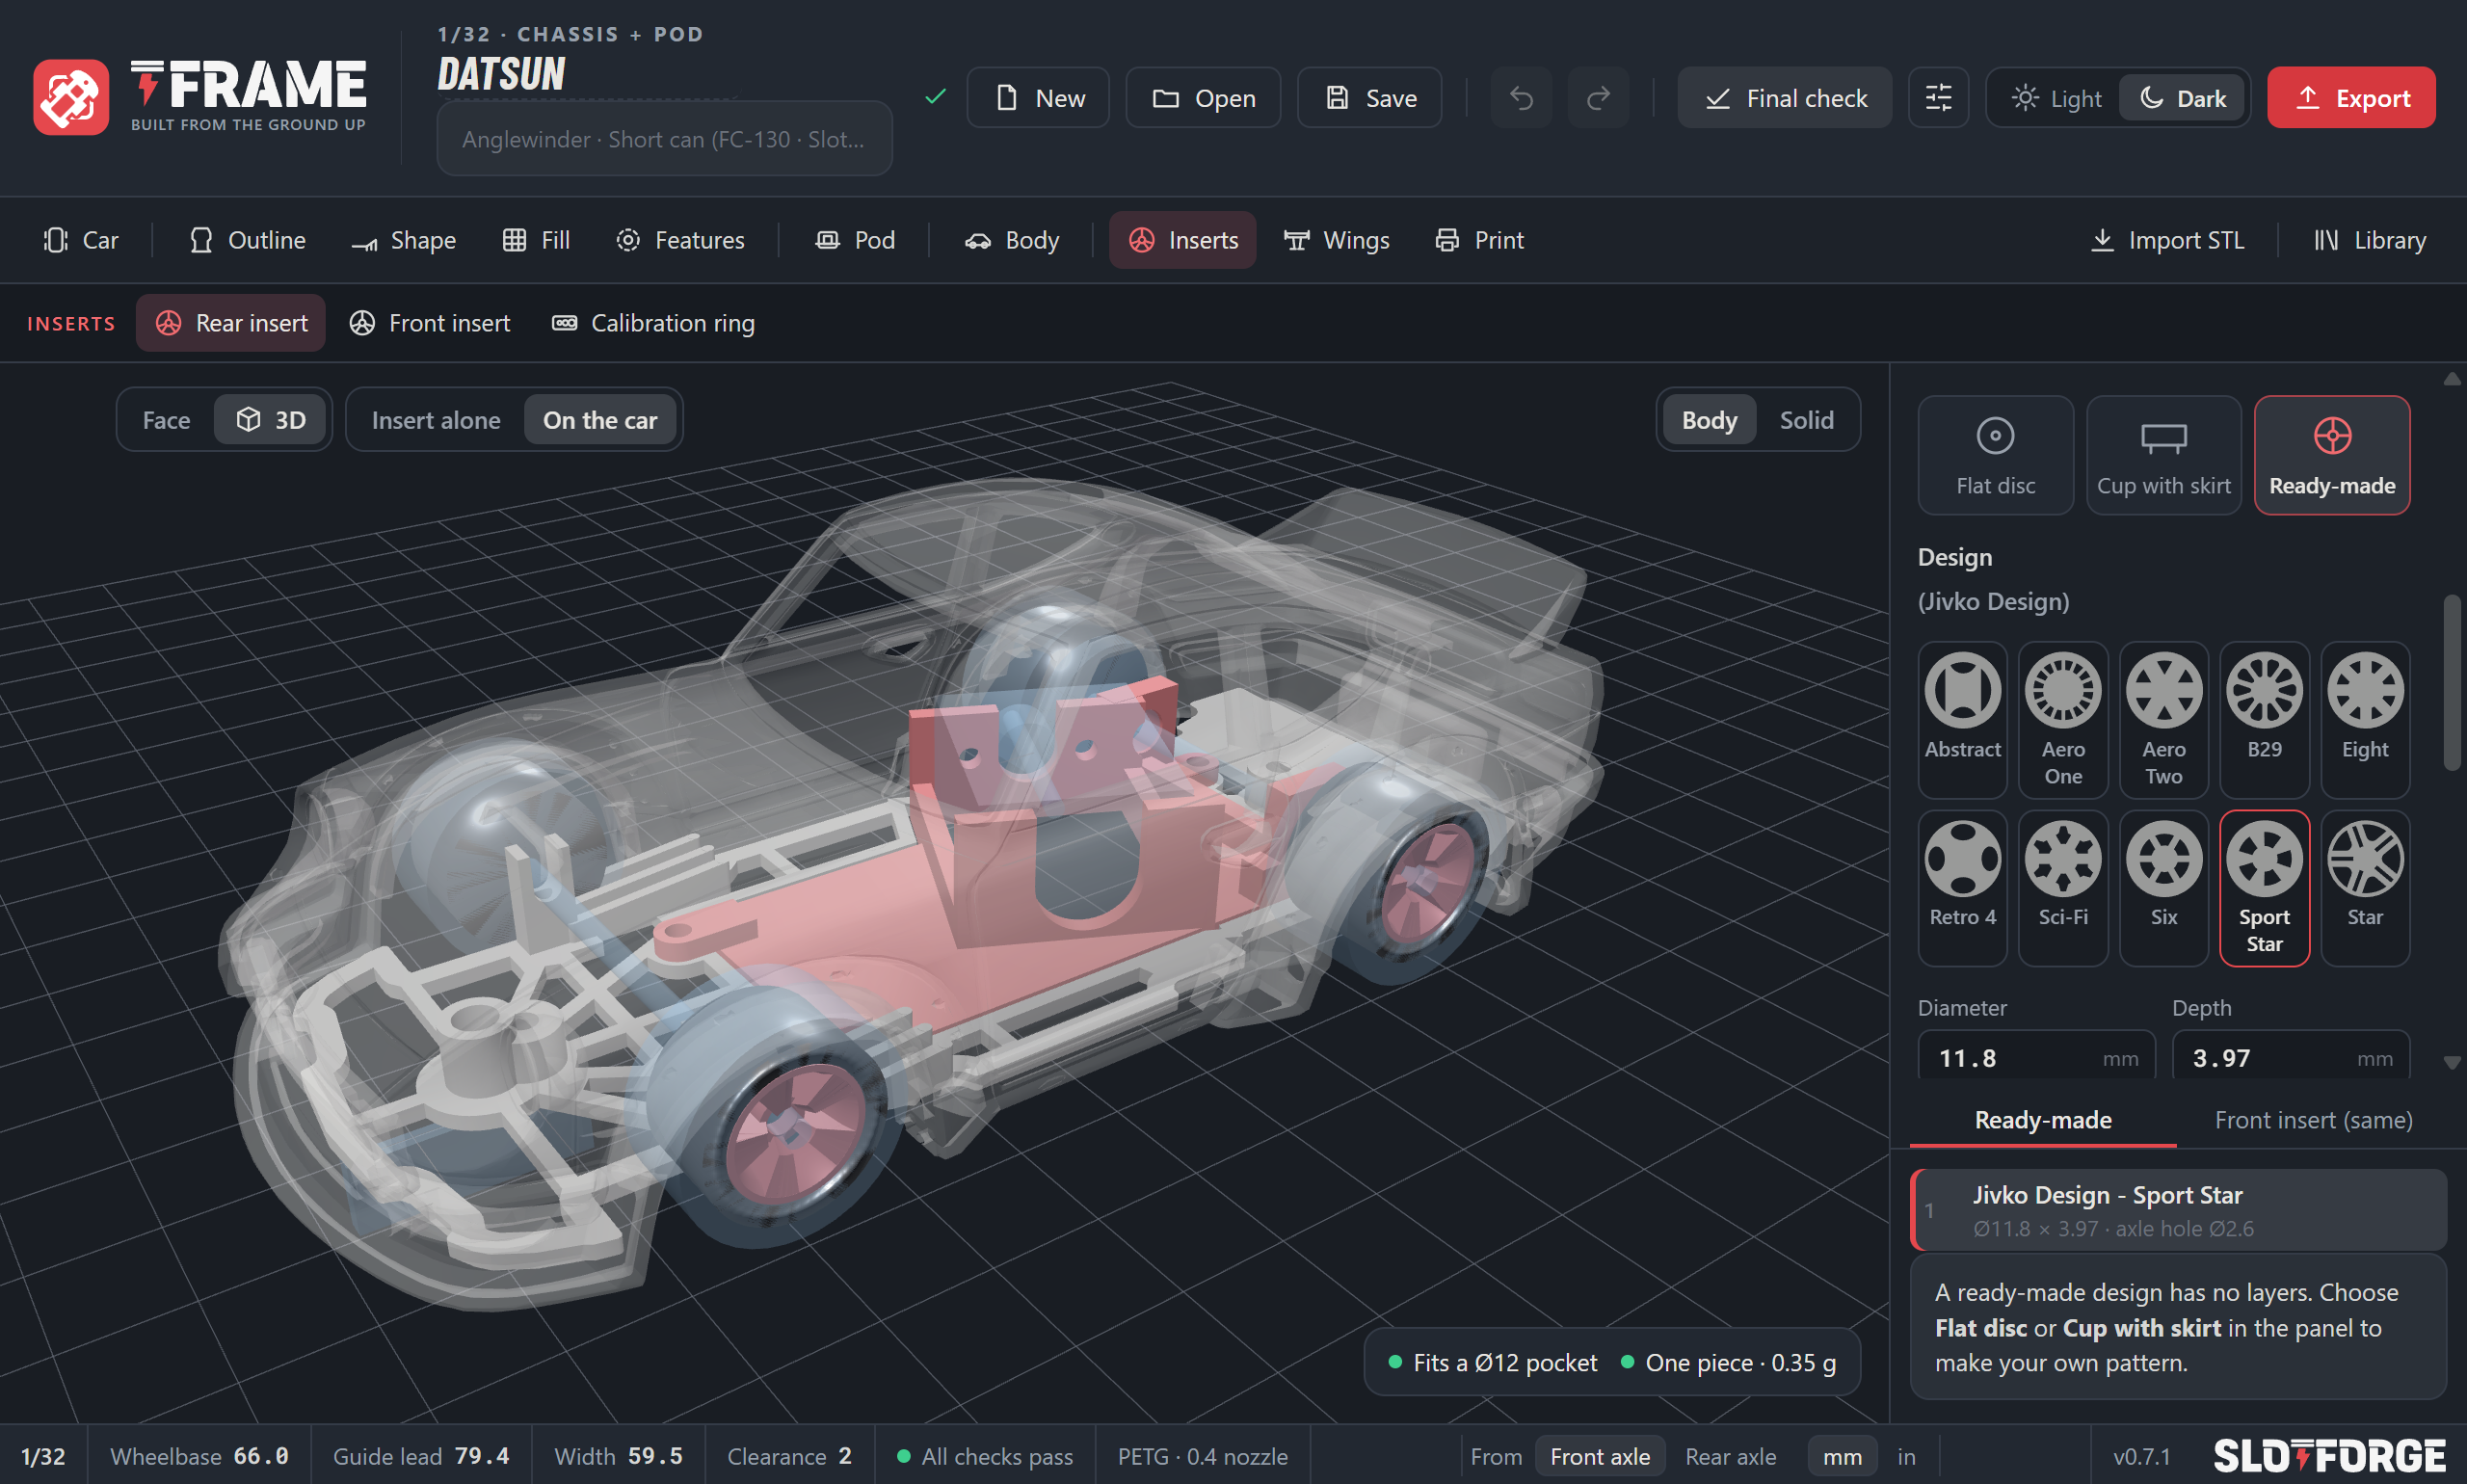 FRAME
BUILT FROM THE GROUND UP
1/32 · CHASSIS + POD
DATSUN
Anglewinder · Short can (FC-130 · Slot...
New
Open
Save
Final check
Light
Dark
Export
Car
Outline
Shape
Fill
Features
Pod
Body
Inserts
Wings
Print
Import STL
Library
INSERTS
Rear insert
Front insert
Calibration ring
Face
3D
Insert alone
On the car
Body
Solid
Flat disc
Cup with skirt
Ready-made
Design
(Jivko Design)
Abstract
Aero
One
Aero
Two
B29
Eight
Retro 4
Sci-Fi
Six
Sport
Star
Star
Diameter
Depth
11.8 mm
3.97 mm
Ready-made
Front insert (same)
1
Jivko Design - Sport Star
Ø11.8 × 3.97 · axle hole Ø2.6
A ready-made design has no layers. Choose
Flat disc or Cup with skirt in the panel to
make your own pattern.
Fits a Ø12 pocket
One piece · 0.35 g
1/32
Wheelbase 66.0
Guide lead 79.4
Width 59.5
Clearance 2
All checks pass
PETG · 0.4 nozzle
From
Front axle
Rear axle
mm
in
v0.7.1
SLOTFORGE